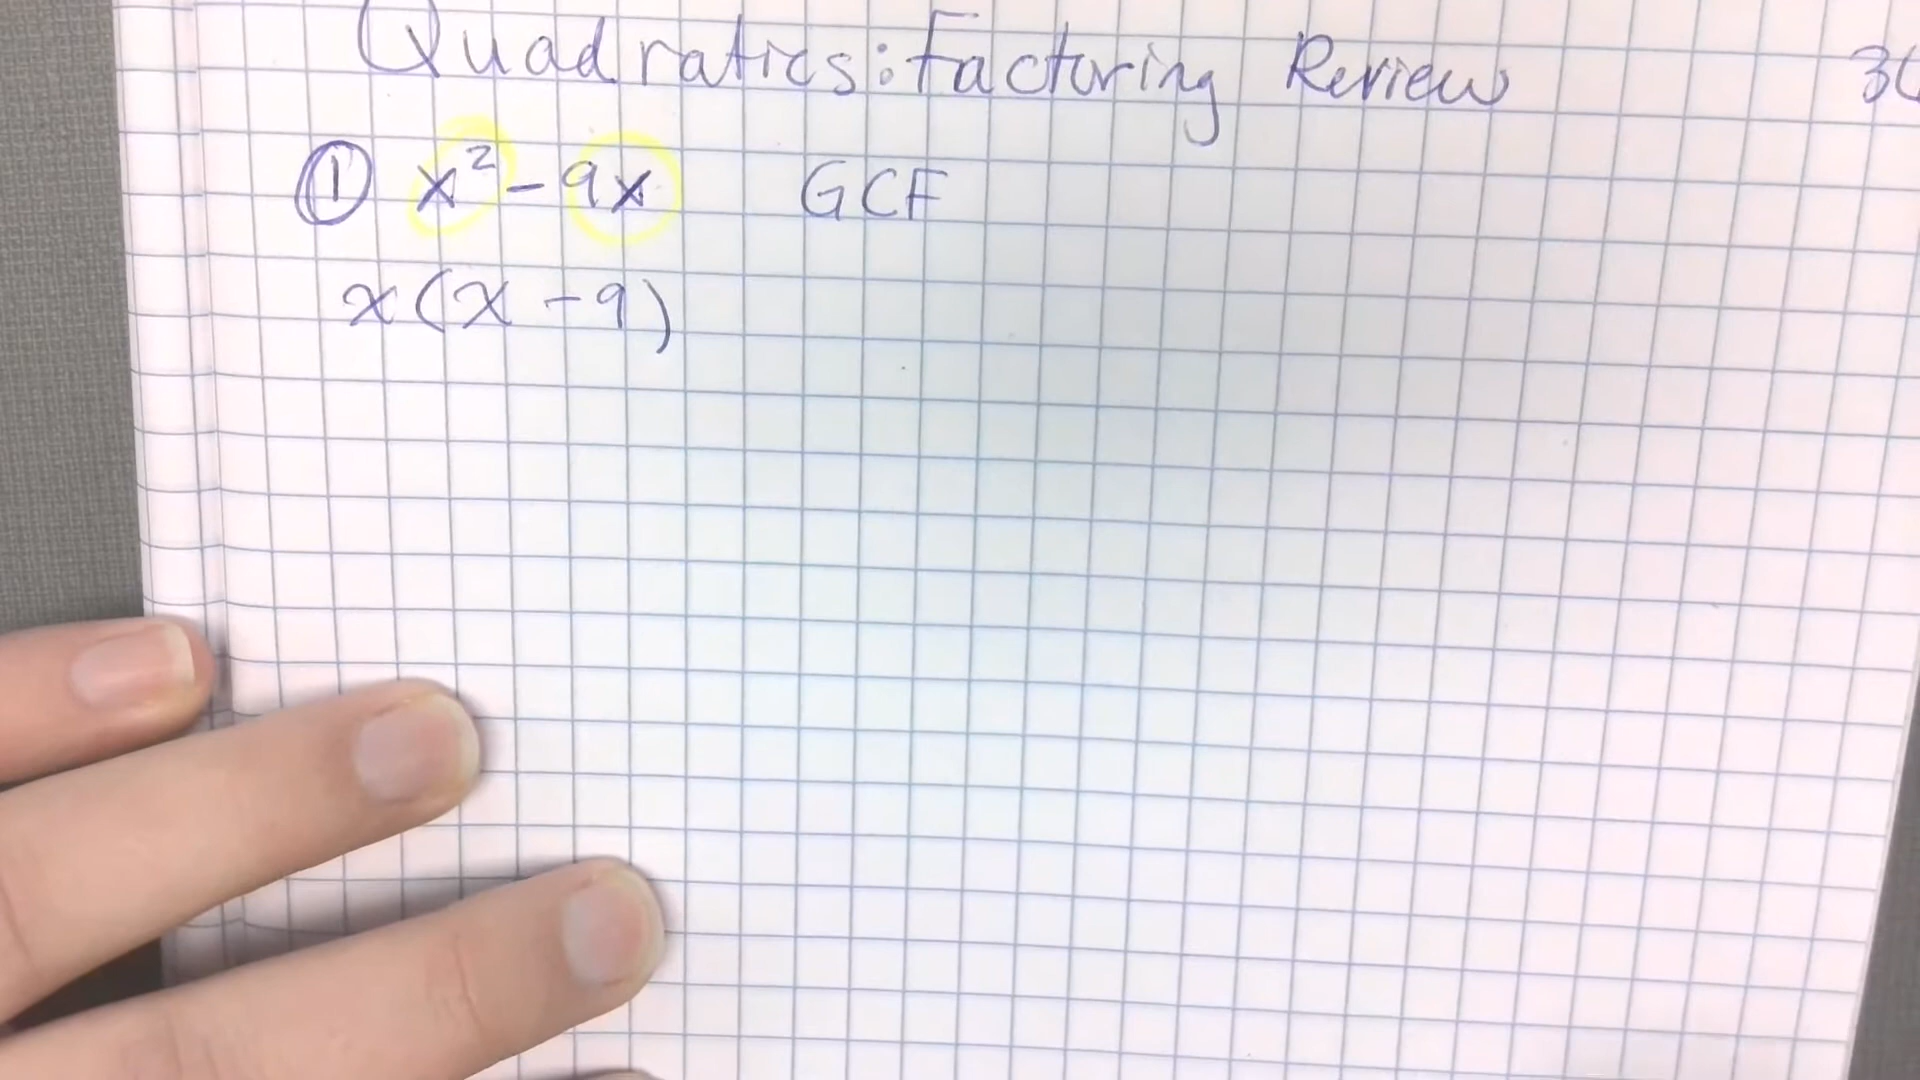 Quadratics: Factoring Review
① x² - 9x GCF
x(x - 9)